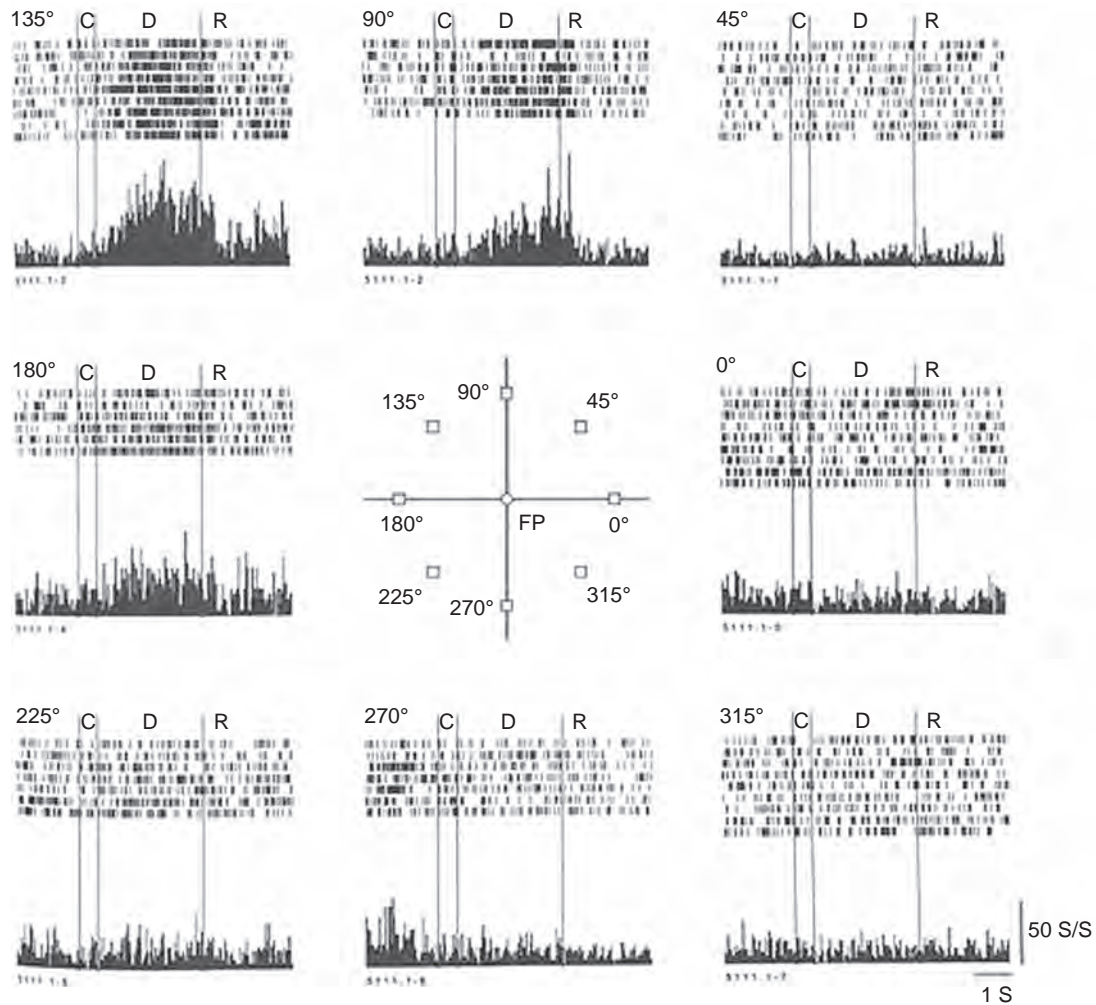 135° C D R
90° C D R
45° C D R
180° C D R
90°
135°
45°
180°
FP
0°
225°
270°
315°
0° C D R
225° C D R
270° C D R
315° C D R
50 S/S
1 S